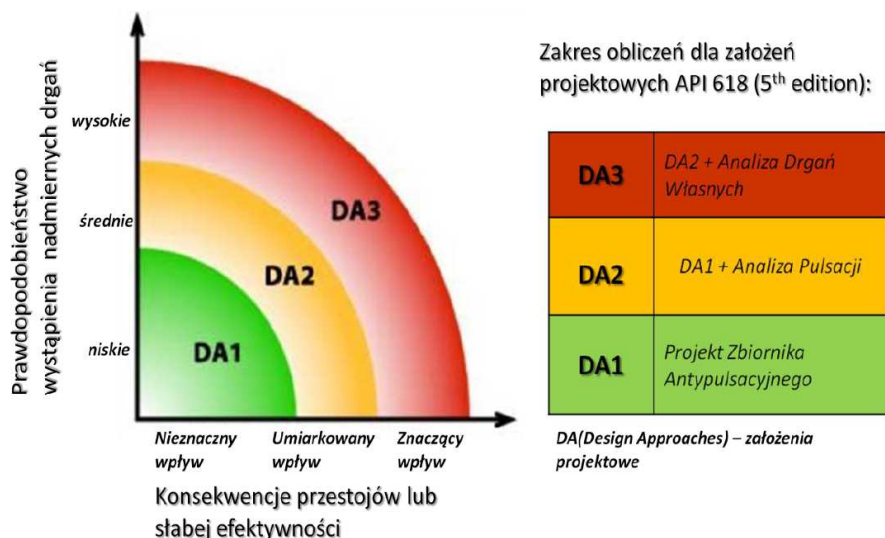 Prawdopodobieństwo
wystąpienia nadmiernych drgań
wysokie
średnie
niskie
DA3
DA2
DA1
Nieznaczny
wpływ
Umiarkowany
wpływ
Znaczący
wpływ
Konsekwencje przestojów lub
słabej efektywności
Zakres obliczeń dla założeń
projektowych API 618 (5th edition):
DA3
DA2 + Analiza Drgań
Własnych
DA2
DA1 + Analiza Pulsacji
DA1
Projekt Zbiornika
Antypulsacyjnego
DA(Design Approaches) – założenia
projektowe